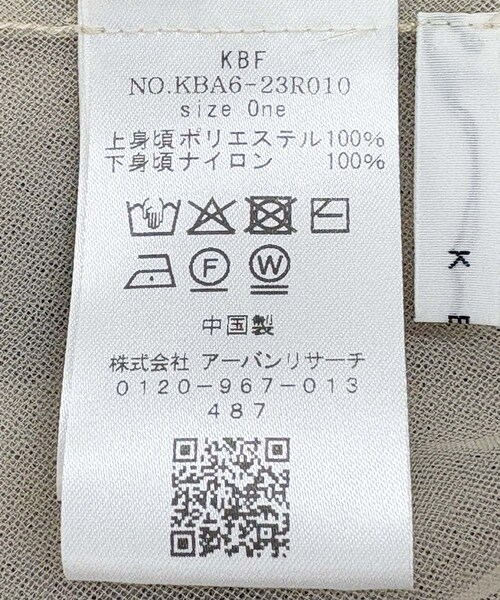 KBF
NO.KBA6-23R010
size One
上身頃ポリエステル100%
下身頃ナイロン 100%
F
W
中国製
株式会社 アーバンリサーチ
0120-967-013
487
K